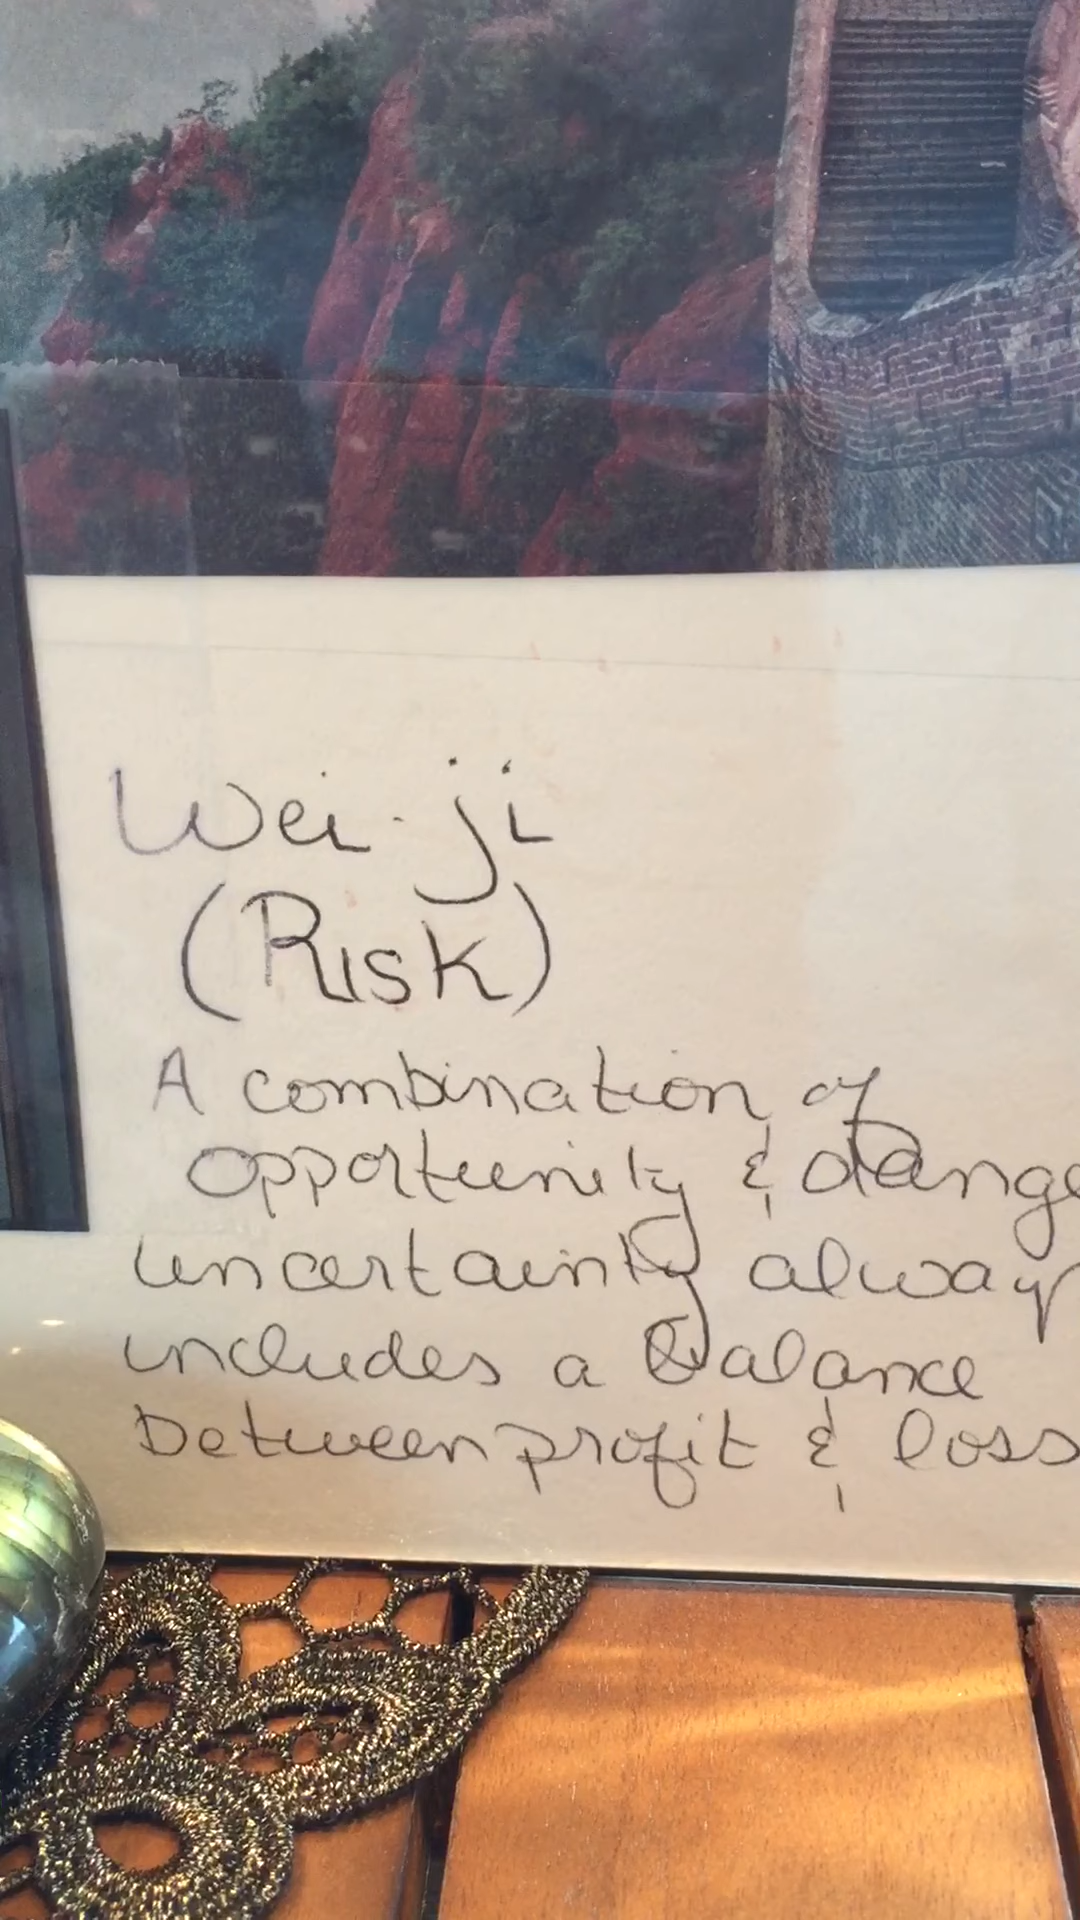 Wei-ji
(Risk)
A combination of
opportunity & Dange
uncertainty alway
includes a Balance
between profit & loss